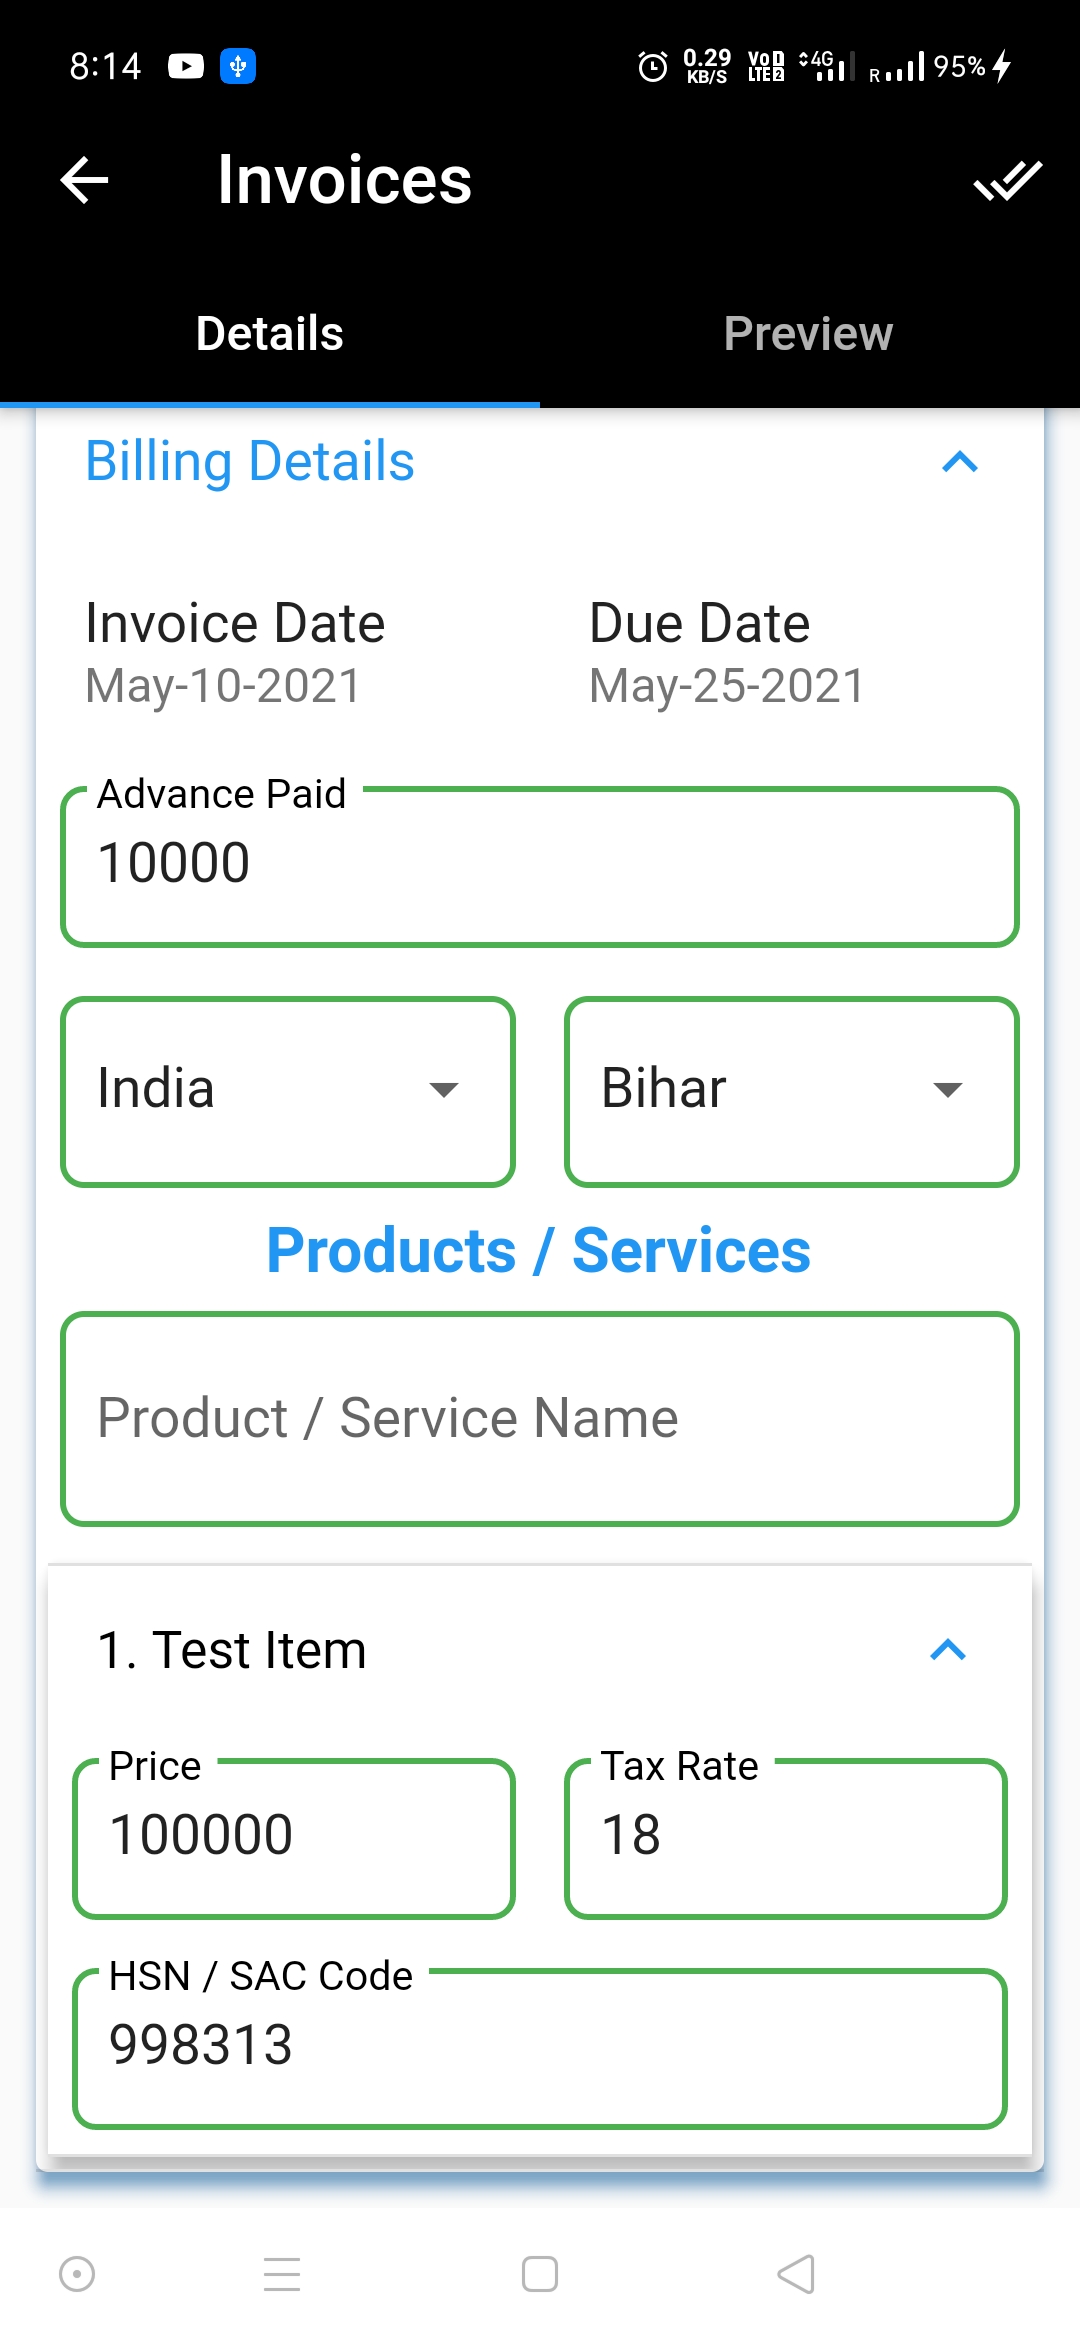 8:14 0.29 KB/S VoD LTE2 4G R 95%
Invoices
Details Preview
Billing Details
Invoice Date Due Date
May-10-2021 May-25-2021
Advance Paid
10000
India Bihar
Products / Services
Product / Service Name
1. Test Item
Price Tax Rate
100000 18
HSN / SAC Code
998313